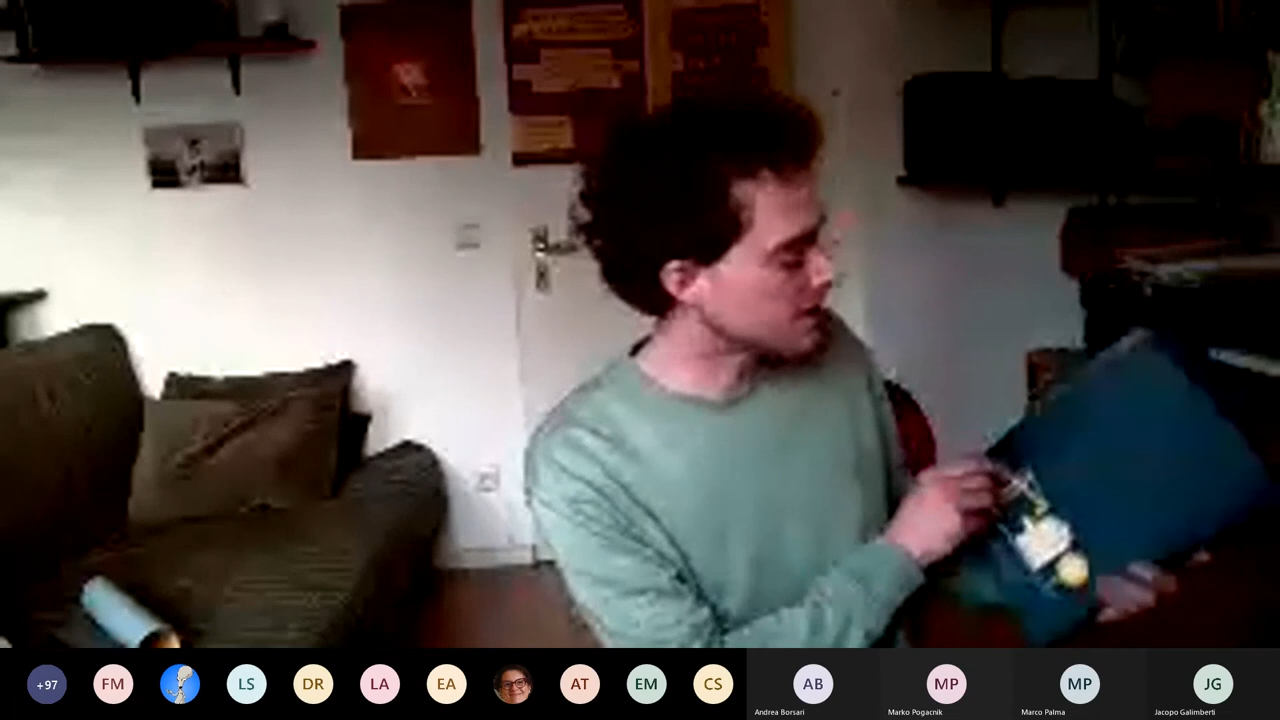 +97
FM
LS
DR
LA
EA
AT
EM
CS
AB
MP
MP
JG
Andrea Borsari
Marko Pogacnik
Marco Palma
Jacopo Galimberti